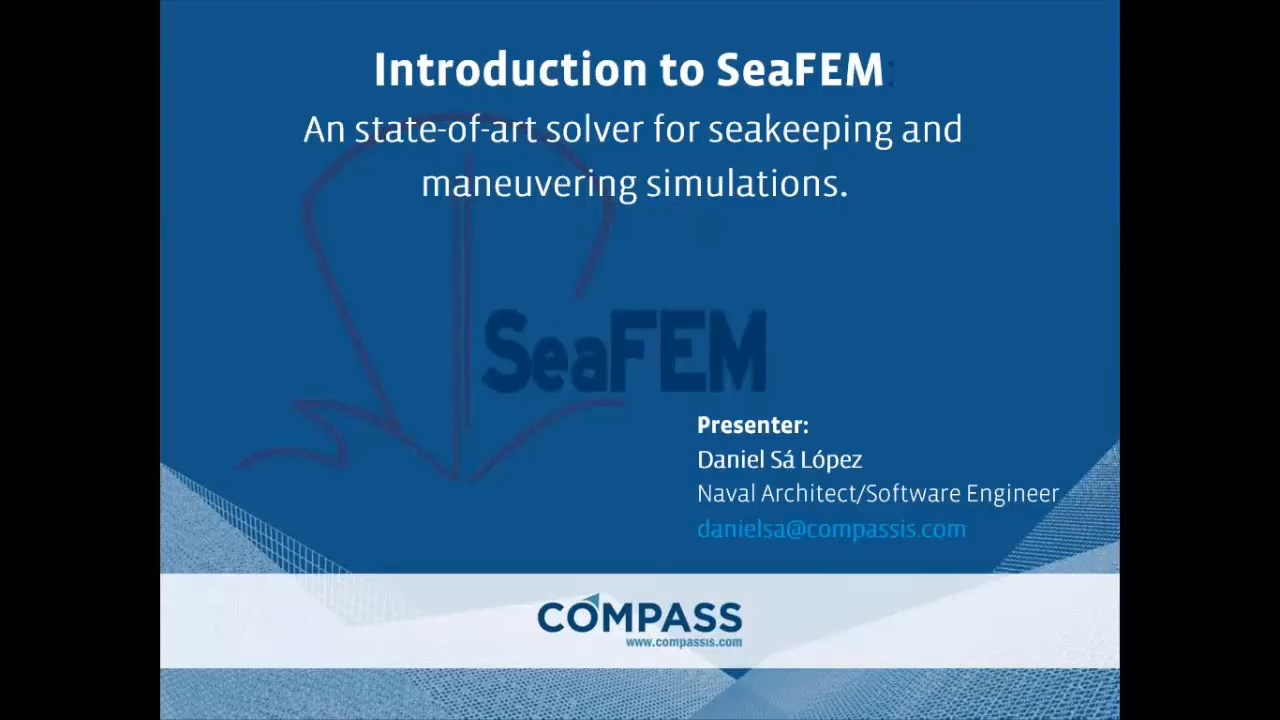 Introduction to SeaFEM:
An state-of-art solver for seakeeping and
maneuvering simulations.
SeaFEM
Presenter:
Daniel Sá López
Naval Architect/Software Engineer
danielsa@compassis.com
COMPASS
www.compassis.com